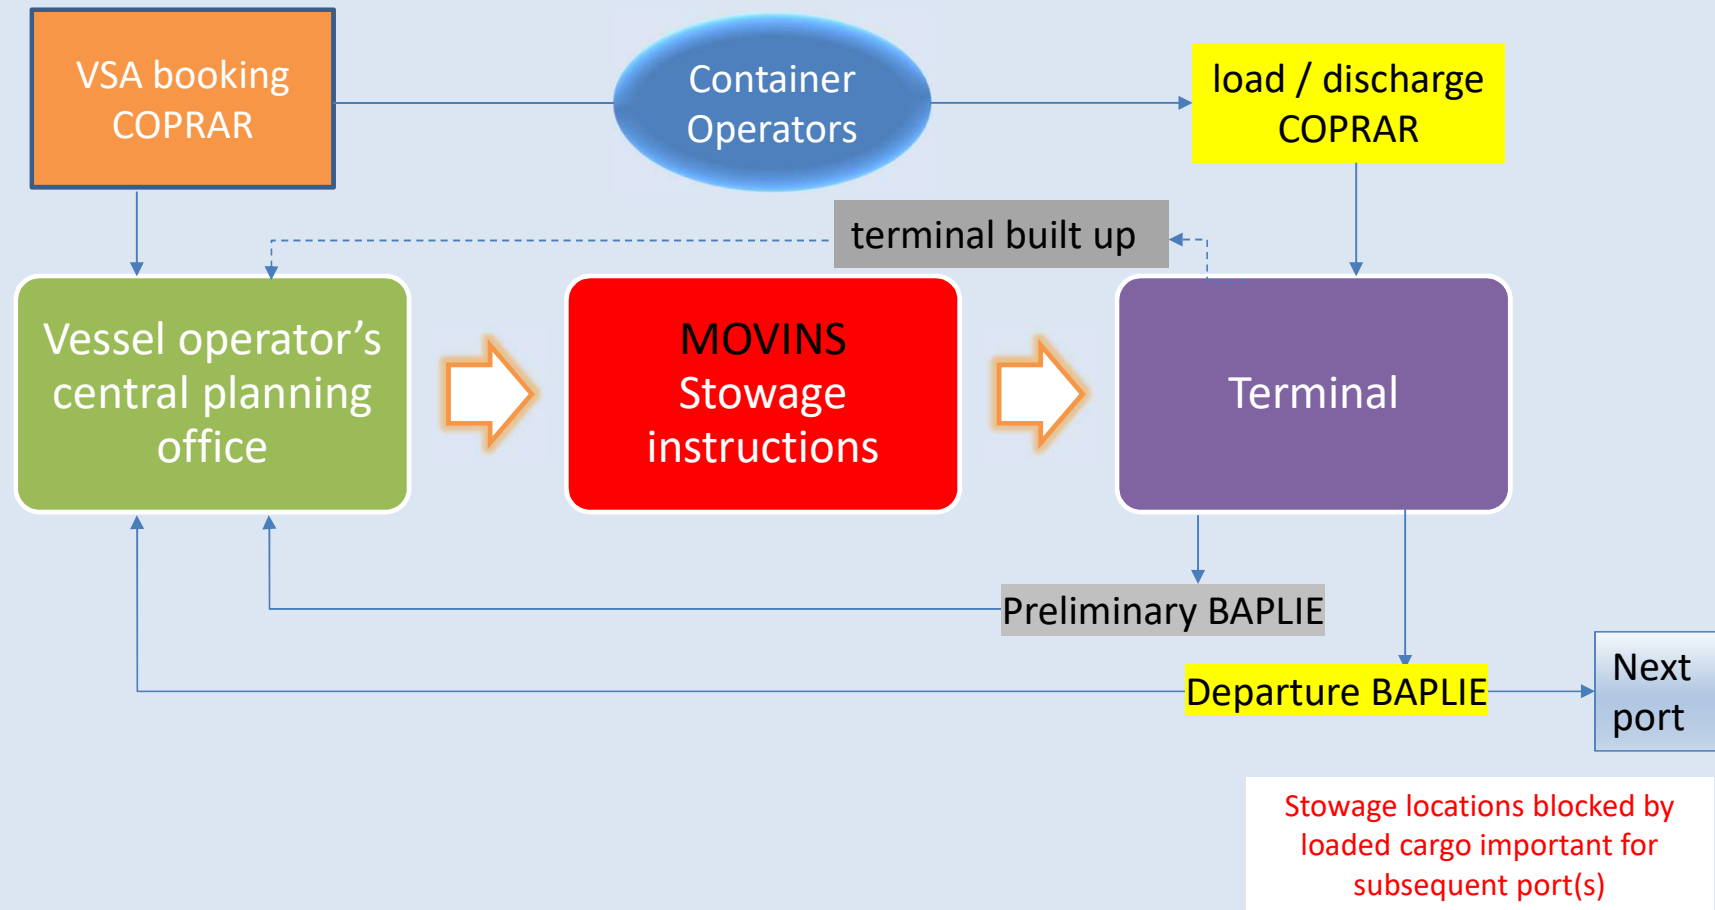 VSA booking
COPRAR
Container
Operators
load / discharge
COPRAR
terminal built up
Vessel operator’s
central planning
office
MOVINS
Stowage
instructions
Terminal
Preliminary BAPLIE
Departure BAPLIE
Next
port
Stowage locations blocked by
loaded cargo important for
subsequent port(s)